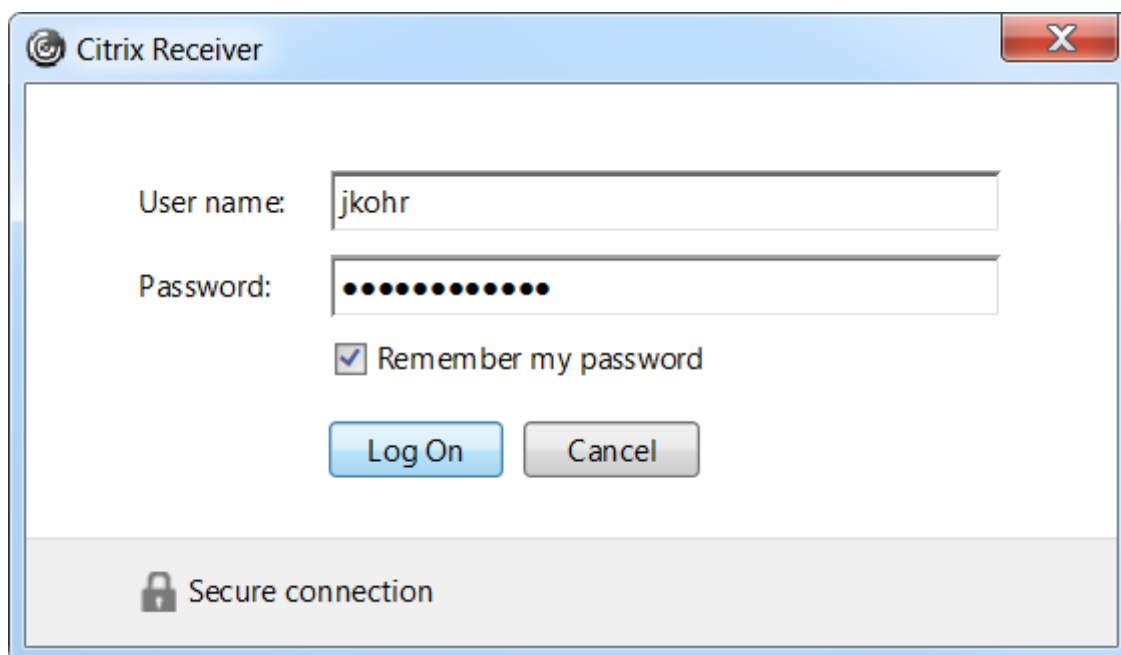 Citrix Receiver
User name: jkohr
Password: ••••••••••••
Remember my password
Log On Cancel
Secure connection